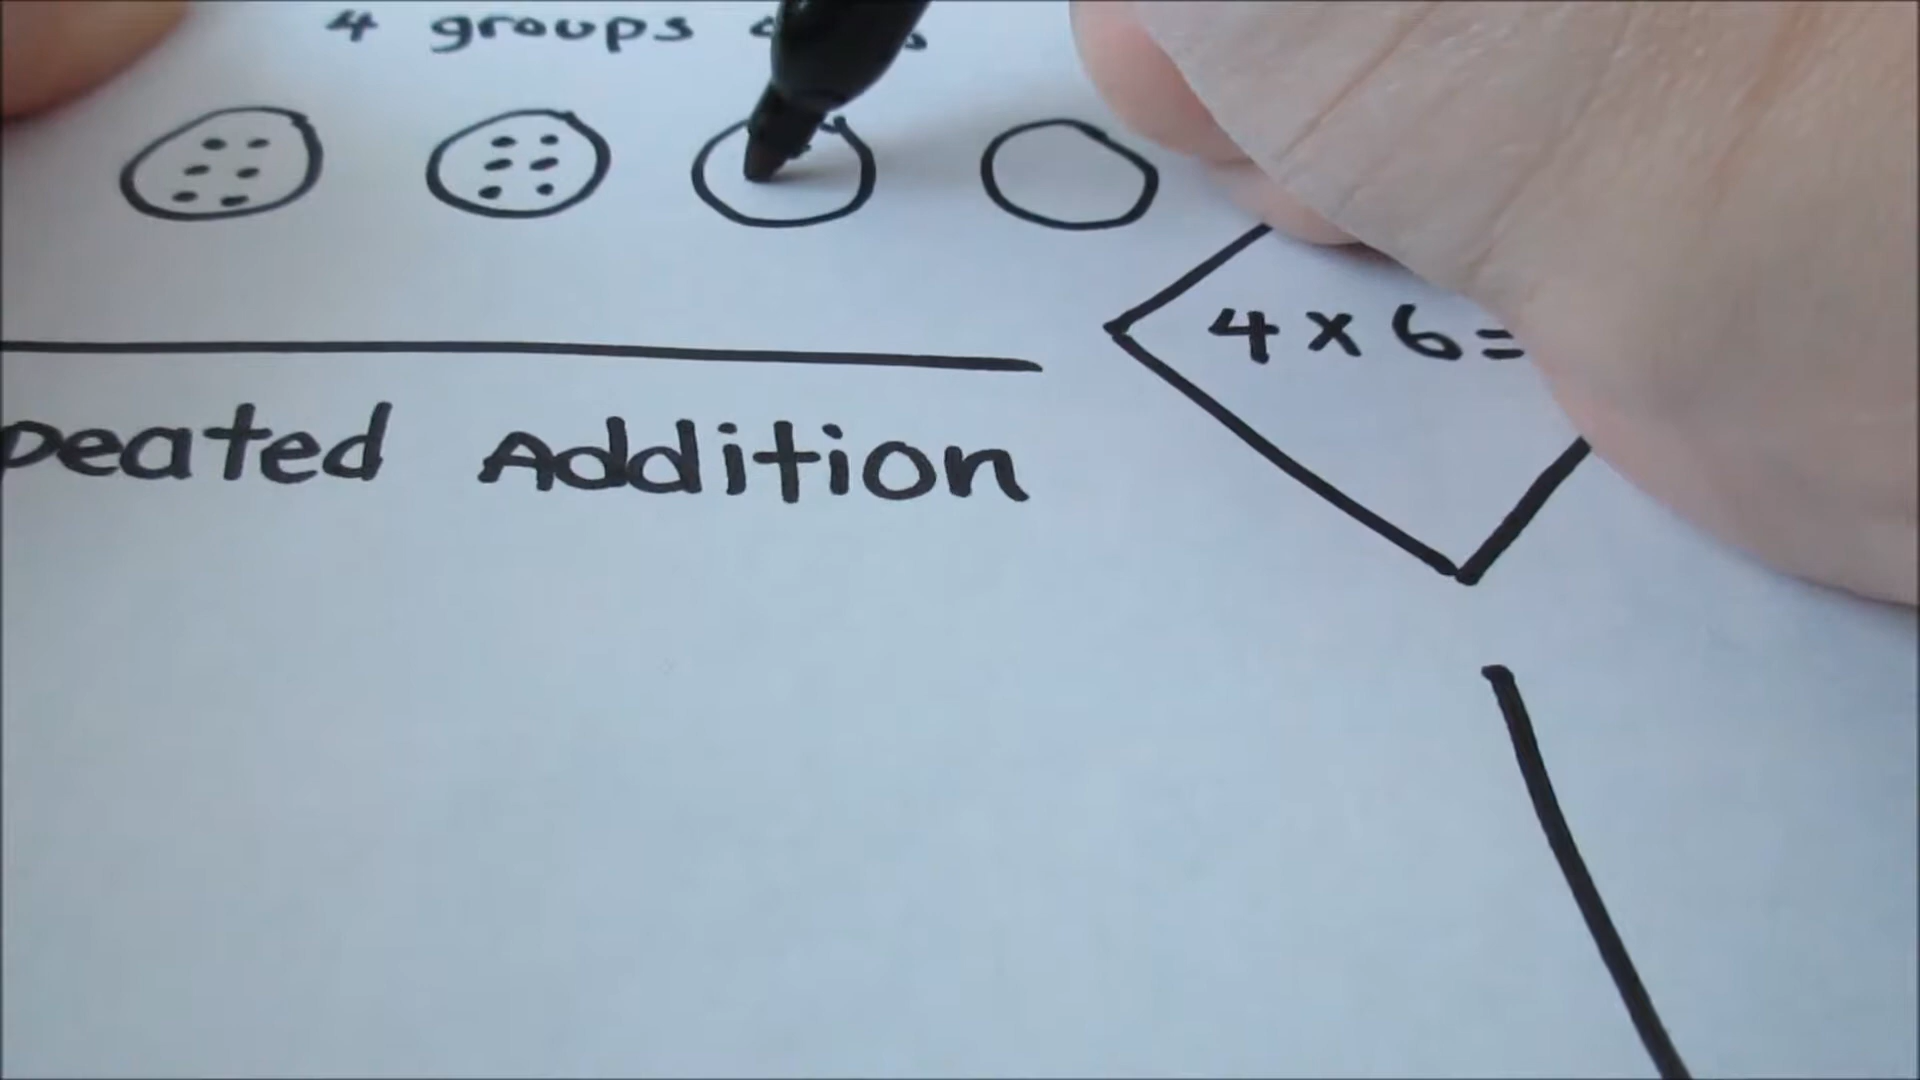 4 groups
4 x 6 =
peated Addition